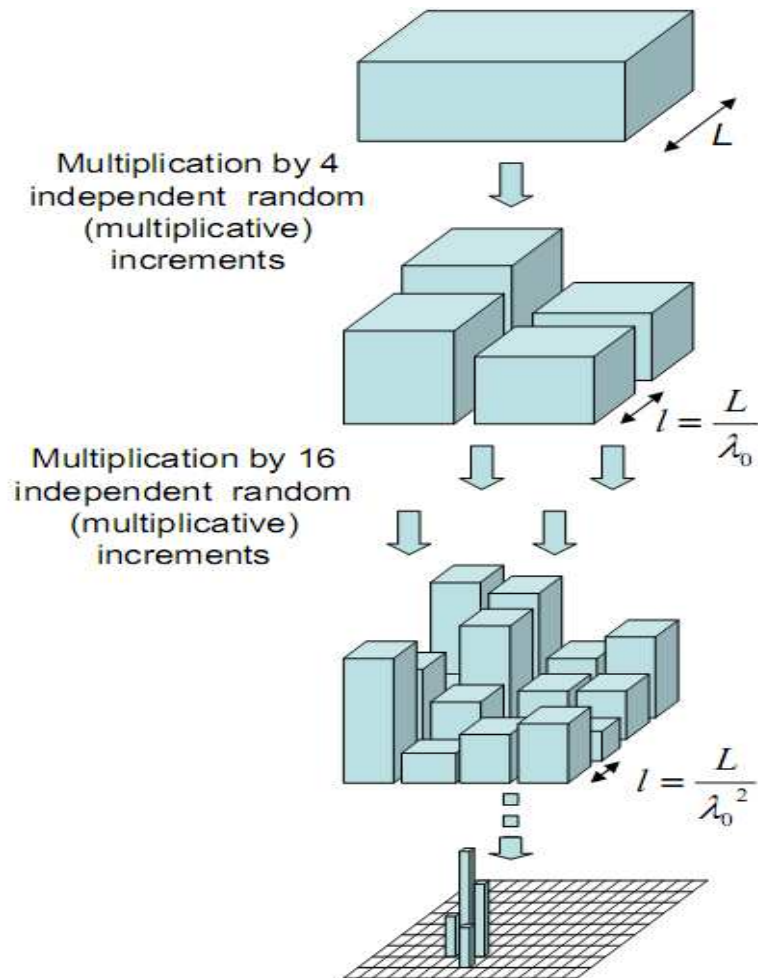 L
Multiplication by 4
independent random
(multiplicative)
increments
l = L / λ₀
Multiplication by 16
independent random
(multiplicative)
increments
l = L / λ₀²